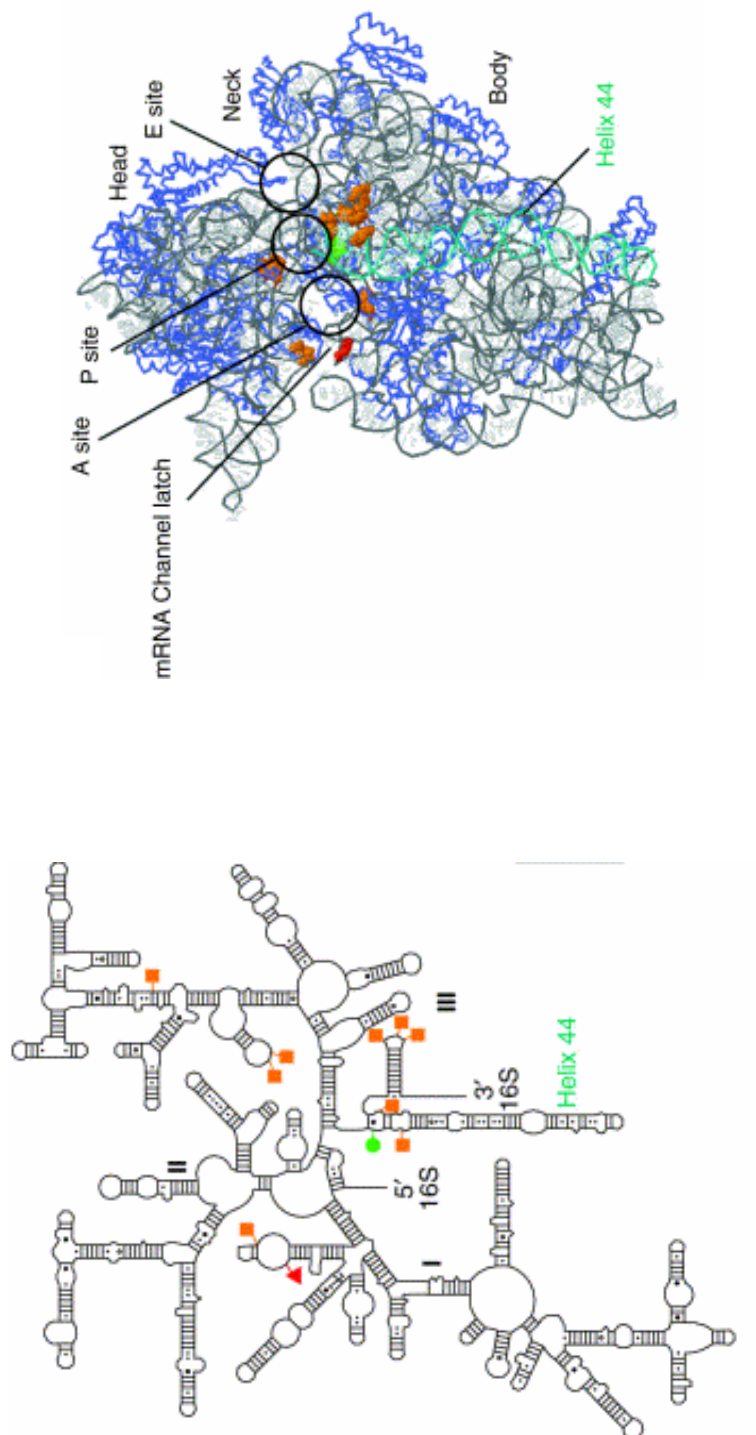 Head
Neck
E site
Body
P site
A site
mRNA Channel latch
Helix 44
II
III
I
5′
16S
3′
16S
Helix 44